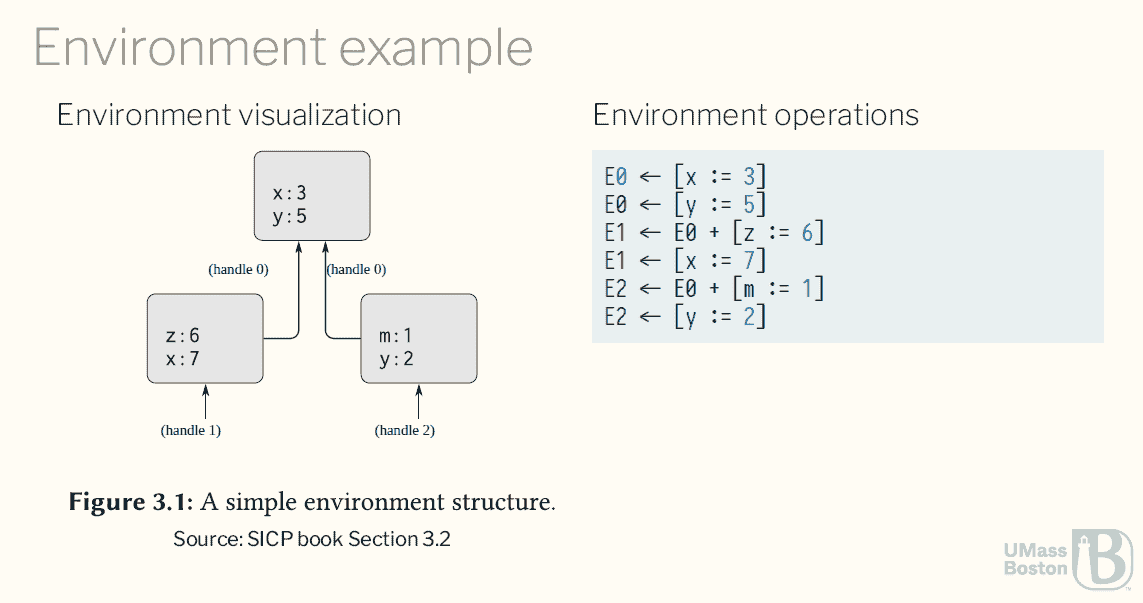 Environment example
Environment visualization
x:3
y:5
(handle 0)
(handle 0)
z:6
x:7
m:1
y:2
(handle 1)
(handle 2)
Figure 3.1: A simple environment structure.
Source: SICP book Section 3.2
Environment operations
E0 ← [x := 3]
E0 ← [y := 5]
E1 ← E0 + [z := 6]
E1 ← [x := 7]
E2 ← E0 + [m := 1]
E2 ← [y := 2]
UMass
Boston
B